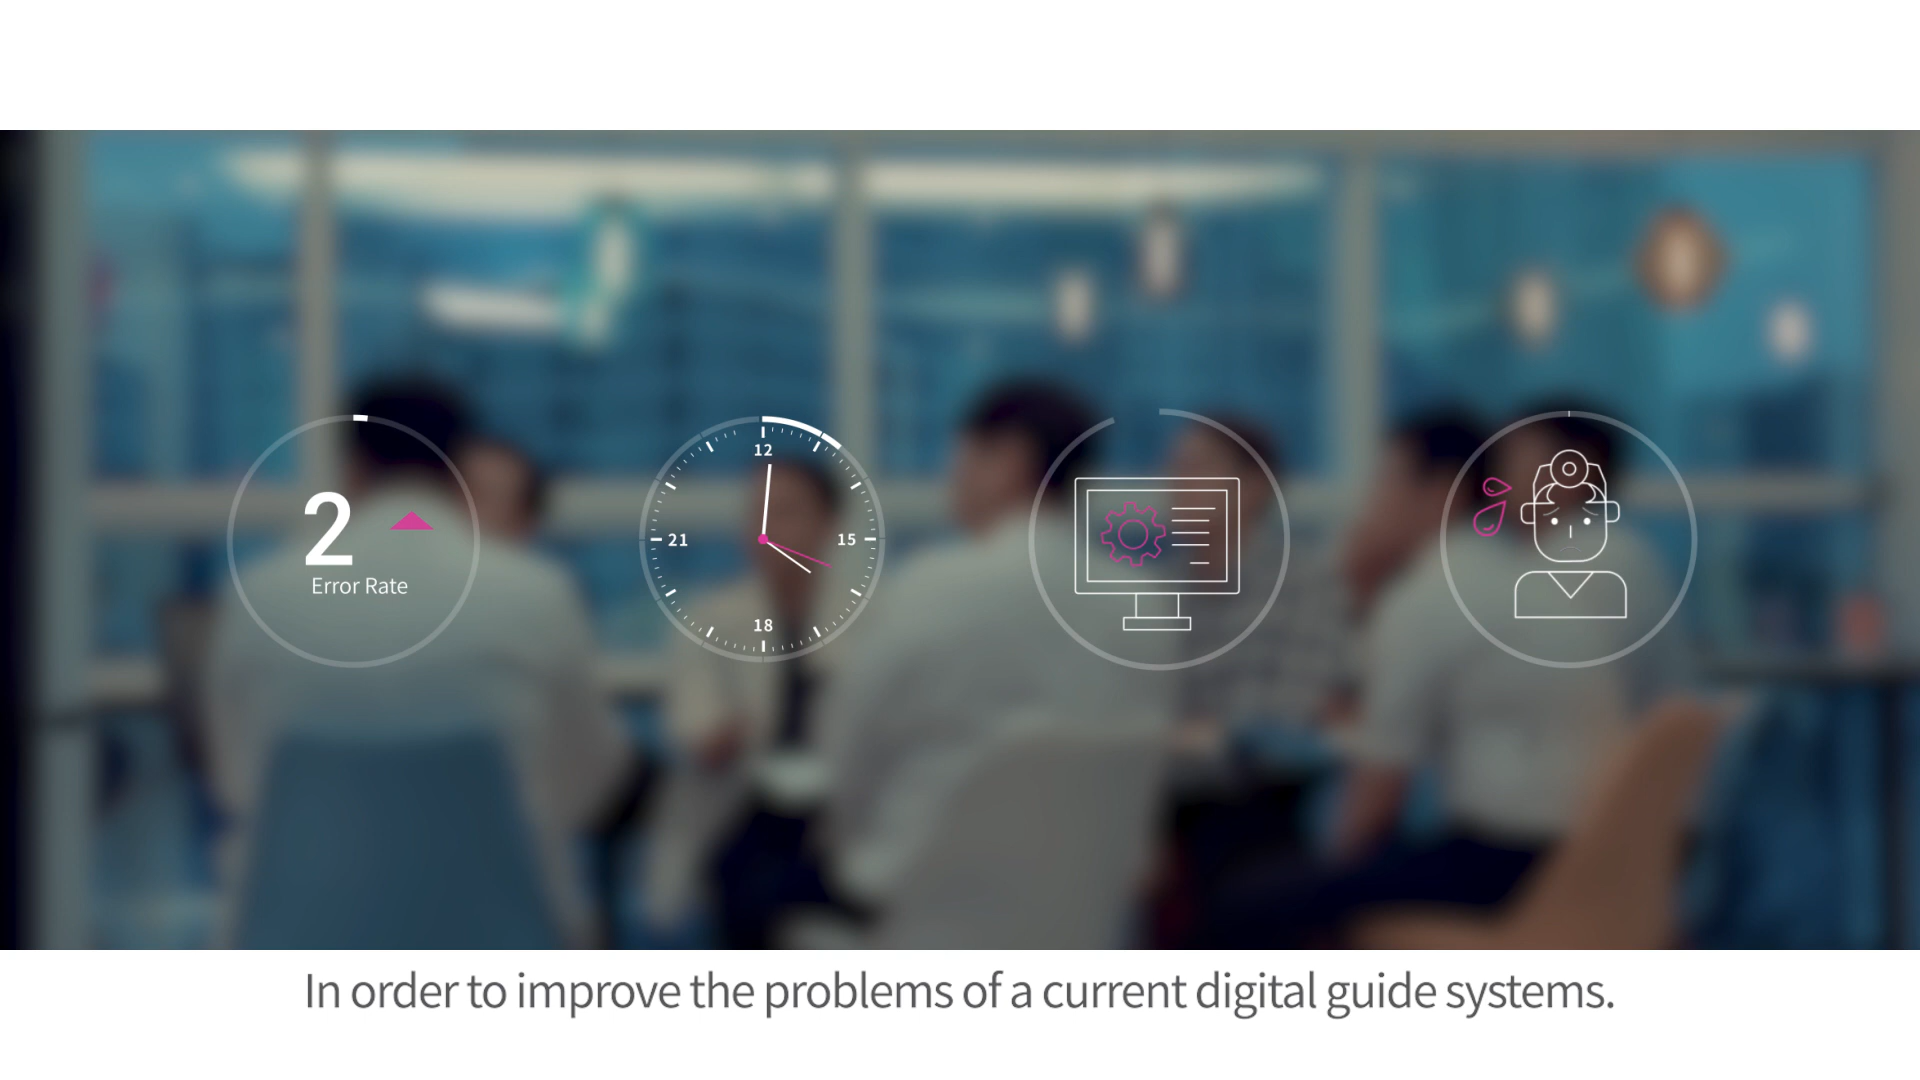 2
Error Rate
12
21
15
18
In order to improve the problems of a current digital guide systems.